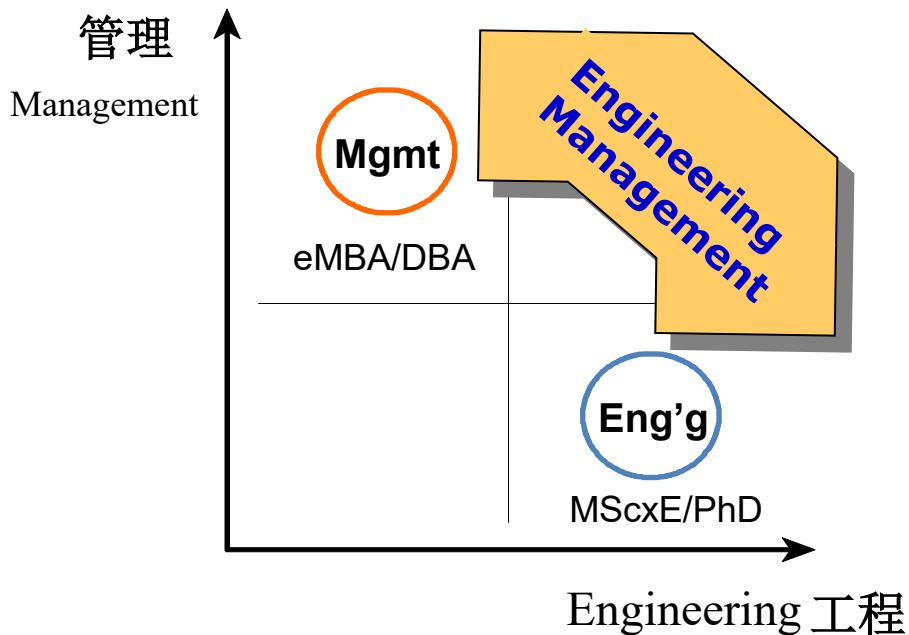 管理
Management
Engineering
Management
Mgmt
eMBA/DBA
Eng’g
MScxE/PhD
Engineering 工程